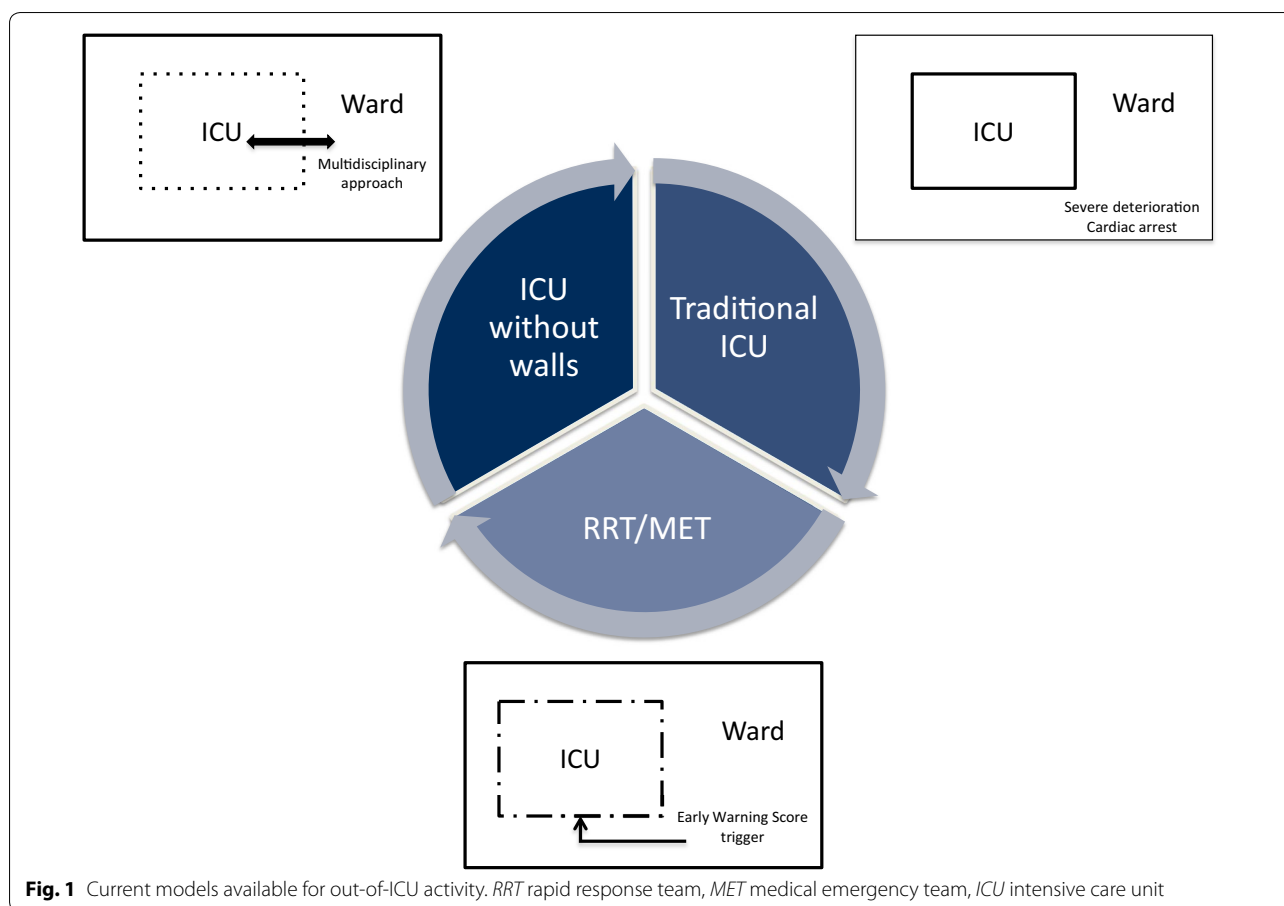 Ward
ICU
Multidisciplinary
approach
Ward
ICU
Severe deterioration
Cardiac arrest
ICU
without
walls
Traditional
ICU
RRT/MET
Ward
ICU
Early Warning Score
trigger
Fig. 1 Current models available for out-of-ICU activity. RRT rapid response team, MET medical emergency team, ICU intensive care unit